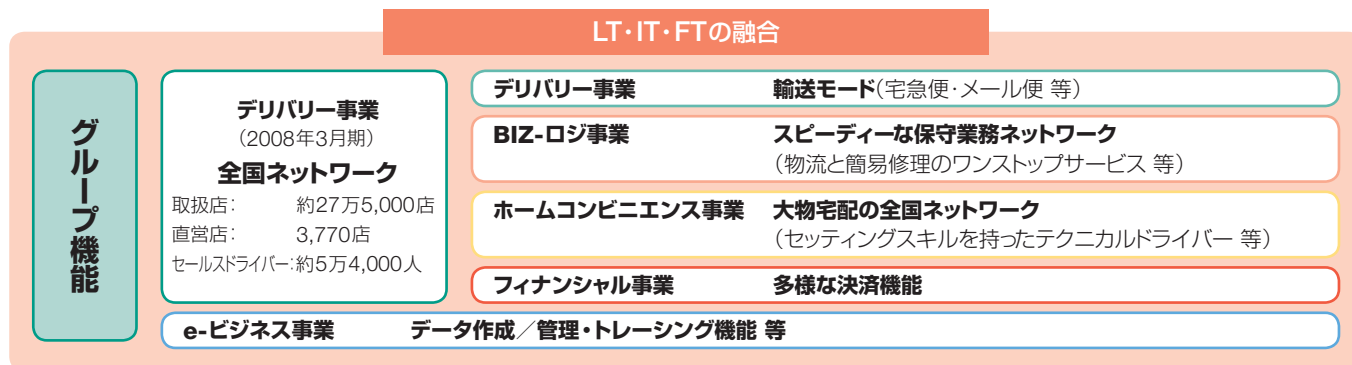 LT・IT・FTの融合
グループ機能
デリバリー事業
（2008年3月期）
全国ネットワーク
取扱店： 約27万5,000店
直営店： 3,770店
セールスドライバー：約5万4,000人
デリバリー事業 輸送モード（宅急便・メール便 等）
BIZ-ロジ事業 スピーディーな保守業務ネットワーク
（物流と簡易修理のワンストップサービス 等）
ホームコンビニエンス事業 大物宅配の全国ネットワーク
（セッティングスキルを持ったテクニカルドライバー 等）
フィナンシャル事業 多様な決済機能
e-ビジネス事業 データ作成／管理・トレーシング機能 等